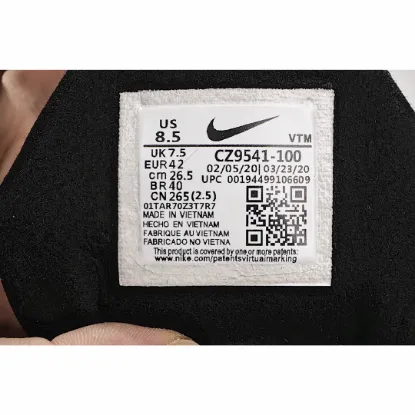 US
8.5
VTM
UK 7.5
EUR 42
cm 26.5
BR 40
CN 265 (2.5)
CZ9541-100
02/05/20 | 03/23/20
UPC 00194499106609
01TAR70Z3T7R7
MADE IN VIETNAM
HECHO EN VIETNAM
FABRIQUE AU VIETNAM
FABRICADO NO VIETNA
This product is covered by one or more patents:
www.nike.com/patentsvirtualmarking